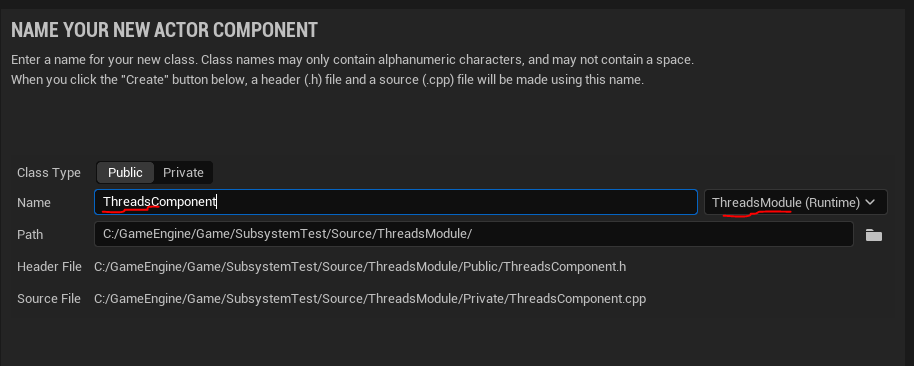 NAME YOUR NEW ACTOR COMPONENT
Enter a name for your new class. Class names may only contain alphanumeric characters, and may not contain a space.
When you click the "Create" button below, a header (.h) file and a source (.cpp) file will be made using this name.
Class Type Public Private
Name ThreadsComponent ThreadsModule (Runtime)
Path C:/GameEngine/Game/SubsystemTest/Source/ThreadsModule/
Header File C:/GameEngine/Game/SubsystemTest/Source/ThreadsModule/Public/ThreadsComponent.h
Source File C:/GameEngine/Game/SubsystemTest/Source/ThreadsModule/Private/ThreadsComponent.cpp